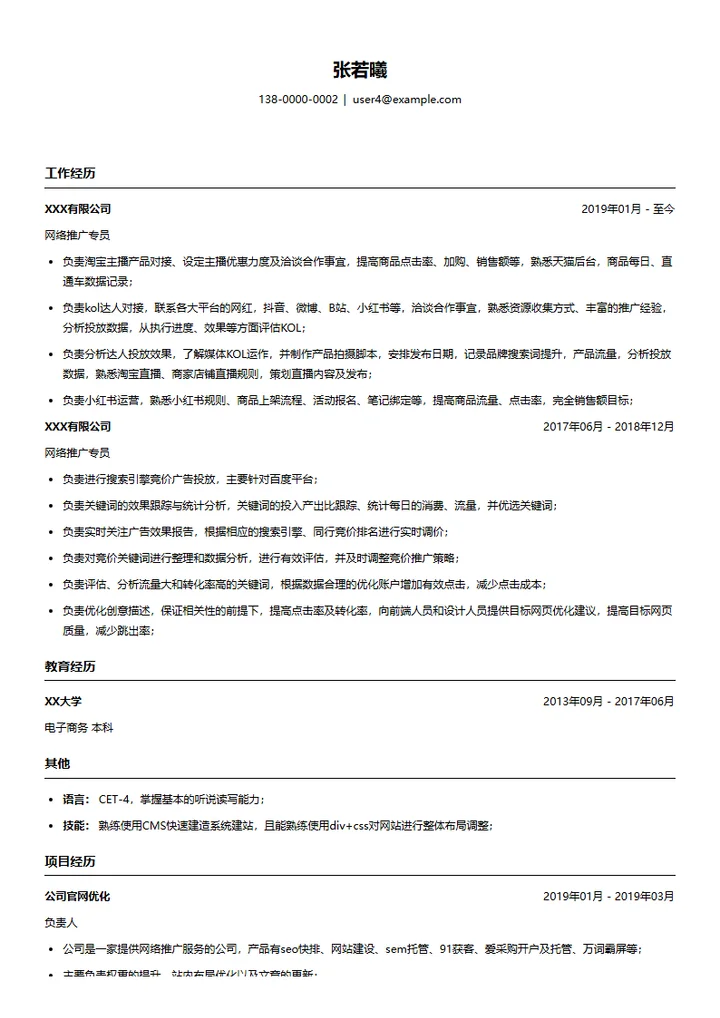 张若曦
138-0000-0002 | user4@example.com
工作经历
XXX有限公司 2019年01月 - 至今
网络推广专员
• 负责淘宝主播产品对接、设定主播优惠力度及洽谈合作事宜，提高商品点击率、加购、销售额等，熟悉天猫后台，商品每日、直
通车数据记录；
• 负责kol达人对接，联系各大平台的网红，抖音、微博、B站、小红书等，洽谈合作事宜，熟悉资源收集方式、丰富的推广经验，
分析投放数据，从执行进度、效果等方面评估KOL；
• 负责分析达人投放效果，了解媒体KOL运作，并制作产品拍摄脚本，安排发布日期，记录品牌搜索词提升，产品流量，分析投放
数据，熟悉淘宝直播、商家店铺直播规则，策划直播内容及发布；
• 负责小红书运营，熟悉小红书规则、商品上架流程、活动报名、笔记绑定等，提高商品流量、点击率，完全销售额目标；
XXX有限公司 2017年06月 - 2018年12月
网络推广专员
• 负责进行搜索引擎竞价广告投放，主要针对百度平台；
• 负责关键词的效果跟踪与统计分析，关键词的投入产出比跟踪、统计每日的消费、流量，并优选关键词；
• 负责实时关注广告效果报告，根据相应的搜索引擎、同行竞价排名进行实时调价；
• 负责对竞价关键词进行整理和数据分析，进行有效评估，并及时调整竞价推广策略；
• 负责评估、分析流量大和转化率高的关键词，根据数据合理的优化账户增加有效点击，减少点击成本；
• 负责优化创意描述，保证相关性的前提下，提高点击率及转化率，向前端人员和设计人员提供目标网页优化建议，提高目标网页
质量，减少跳出率；
教育经历
XX大学 2013年09月 - 2017年06月
电子商务 本科
其他
• 语言： CET-4，掌握基本的听说读写能力；
• 技能： 熟练使用CMS快速建造系统建站，且能熟练使用div+css对网站进行整体布局调整；
项目经历
公司官网优化 2019年01月 - 2019年03月
负责人
• 公司是一家提供网络推广服务的公司，产品有seo快排、网站建设、sem托管、91获客、爱采购开户及托管、万词霸屏等；
• 主要负责权重的提升，站内布局优化以及文章的更新；